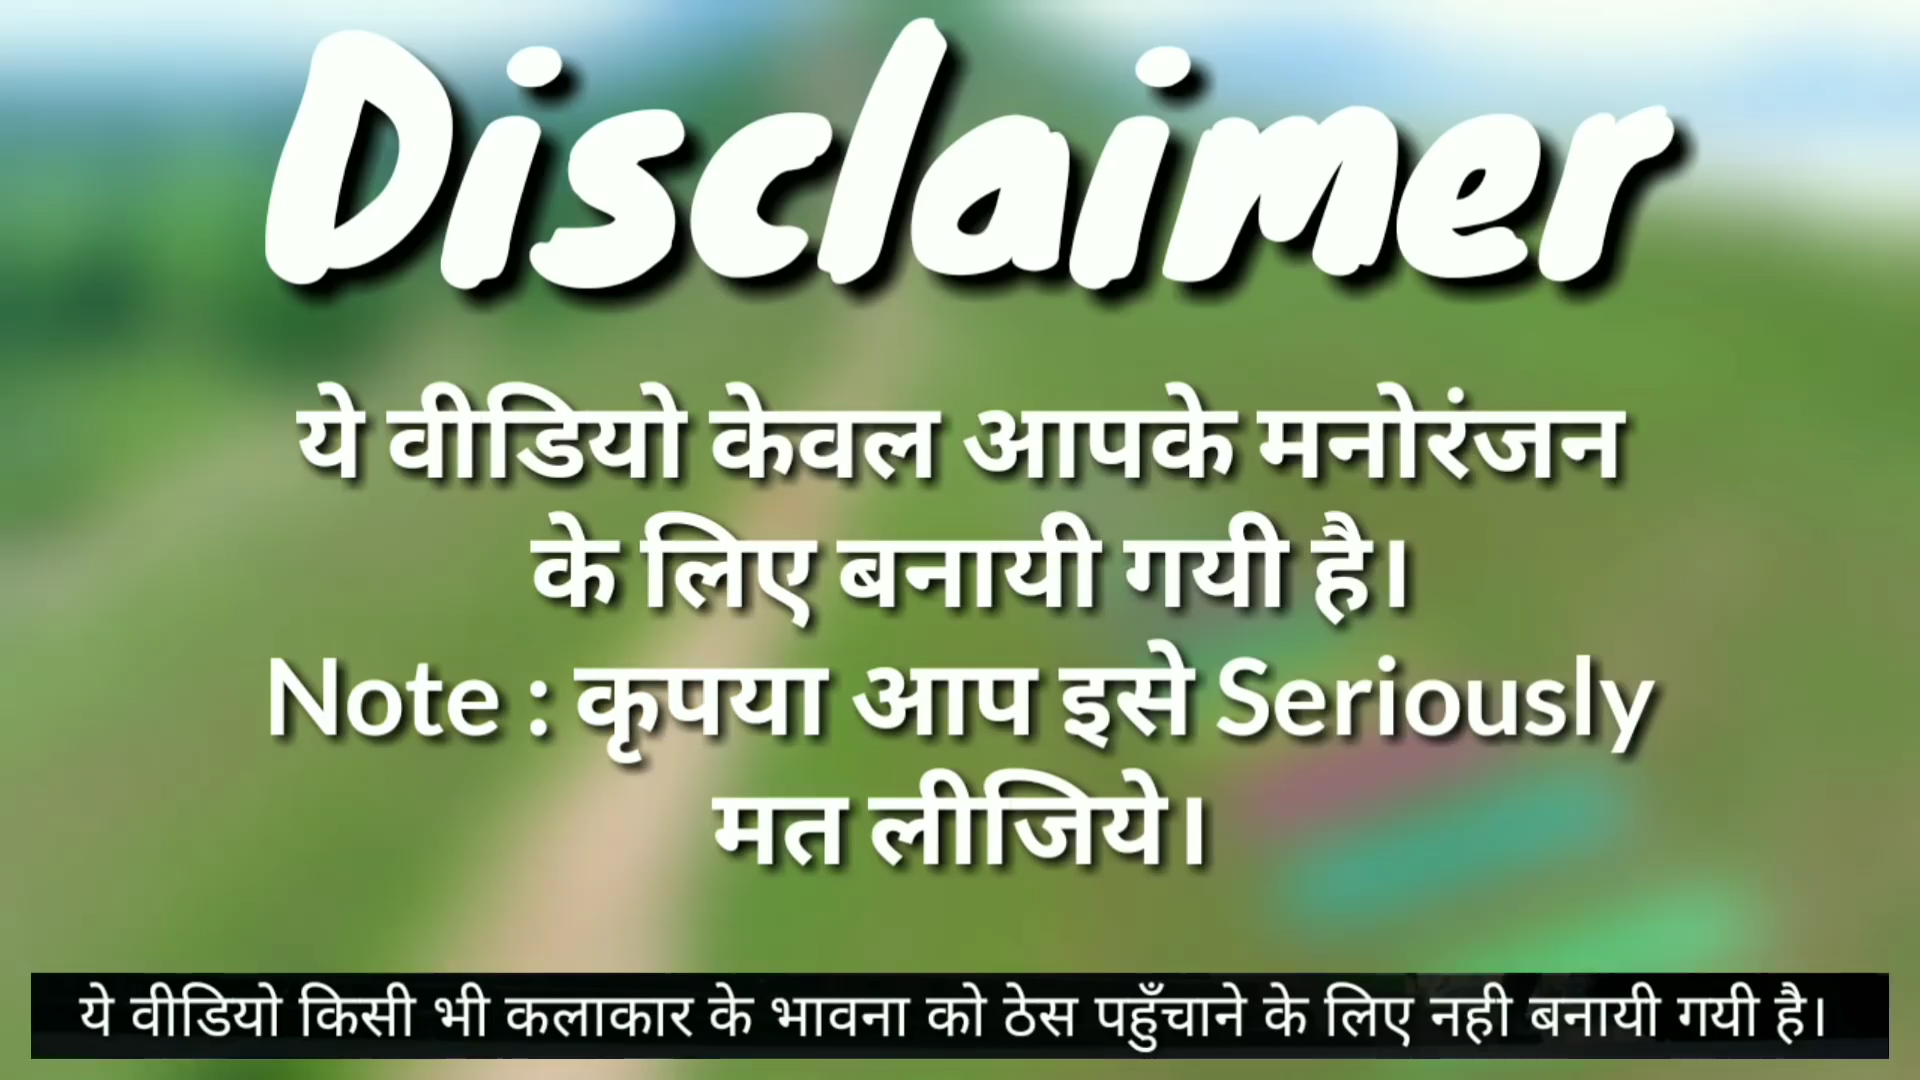 Disclaimer
ये वीडियो केवल आपके मनोरंजन
के लिए बनायी गयी है।
Note : कृपया आप इसे Seriously
मत लीजिये।
ये वीडियो किसी भी कलाकार के भावना को ठेस पहुँचाने के लिए नही बनायी गयी है।